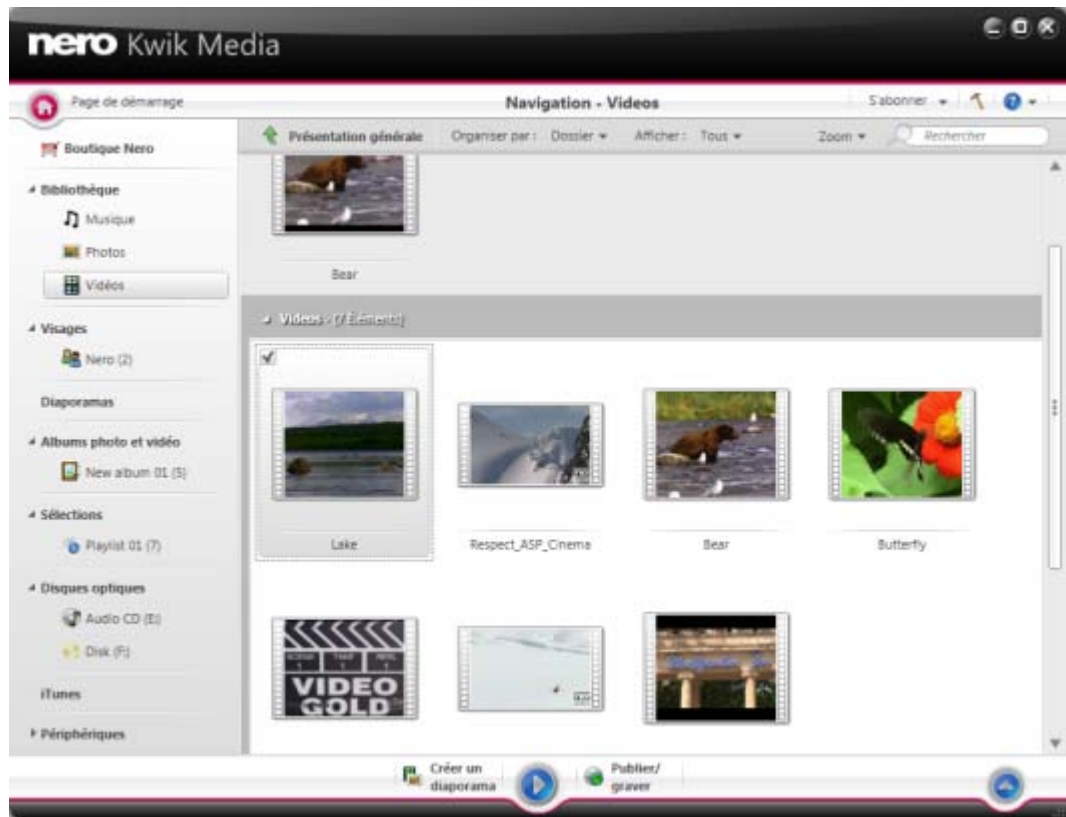 nero Kwik Media
Page de démarrage
Navigation - Videos
S'abonner
Boutique Nero
Présentation générale
Organiser par : Dossier
Afficher : Tous
Zoom
Rechercher
Bibliothèque
Musique
Photos
Vidéos
Bear
Videos - (7 Éléments)
Visages
Nero (2)
Diaporamas
Albums photo et vidéo
New album 01 (5)
Sélections
Playlist 01 (7)
Disques optiques
Audio CD (E:)
Disk (F:)
iTunes
Périphériques
Lake
Respect_ASP_Cinema
Bear
Butterfly
VIDEO
GOLD
Créer un
diaporama
Publier/
graver